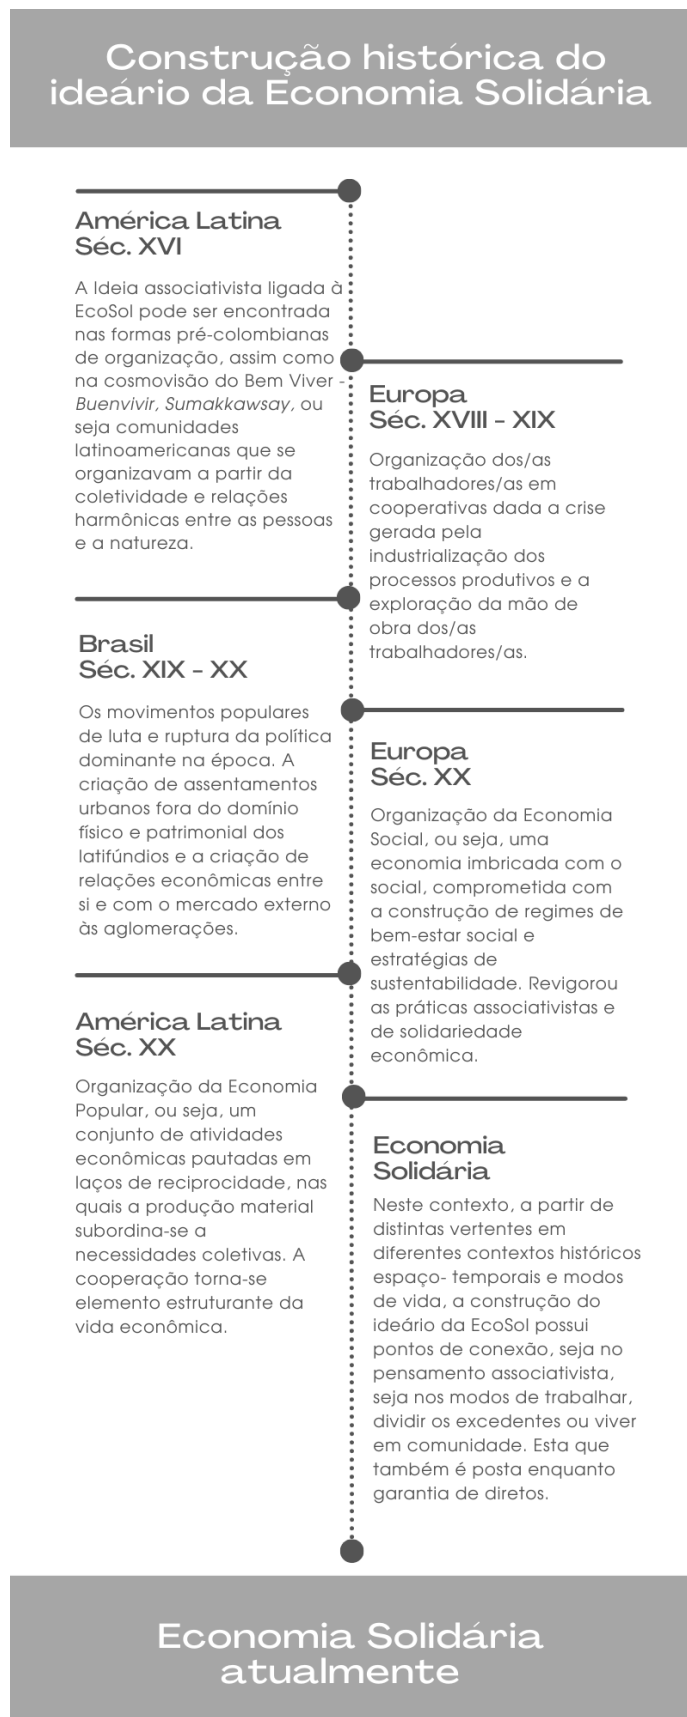 Construção histórica do
ideário da Economia Solidária
América Latina
Séc. XVI
A Ideia associativista ligada à
EcoSol pode ser encontrada
nas formas pré-colombianas
de organização, assim como
na cosmovisão do Bem Viver -
Buenvivir, Sumakkawsay, ou
seja comunidades
latinoamericanas que se
organizavam a partir da
coletividade e relações
harmônicas entre as pessoas
e a natureza.
Europa
Séc. XVIII - XIX
Organização dos/as
trabalhadores/as em
cooperativas dada a crise
gerada pela
industrialização dos
processos produtivos e a
exploração da mão de
obra dos/as
trabalhadores/as.
Brasil
Séc. XIX - XX
Os movimentos populares
de luta e ruptura da política
dominante na época. A
criação de assentamentos
urbanos fora do domínio
físico e patrimonial dos
latifúndios e a criação de
relações econômicas entre
si e com o mercado externo
às aglomerações.
Europa
Séc. XX
Organização da Economia
Social, ou seja, uma
economia imbricada com o
social, comprometida com
a construção de regimes de
bem-estar social e
estratégias de
sustentabilidade. Revigorou
as práticas associativistas e
de solidariedade
econômica.
América Latina
Séc. XX
Organização da Economia
Popular, ou seja, um
conjunto de atividades
econômicas pautadas em
laços de reciprocidade, nas
quais a produção material
subordina-se a
necessidades coletivas. A
cooperação torna-se
elemento estruturante da
vida econômica.
Economia
Solidária
Neste contexto, a partir de
distintas vertentes em
diferentes contextos históricos
espaço- temporais e modos
de vida, a construção do
ideário da EcoSol possui
pontos de conexão, seja no
pensamento associativista,
seja nos modos de trabalhar,
dividir os excedentes ou viver
em comunidade. Esta que
também é posta enquanto
garantia de diretos.
Economia Solidária
atualmente